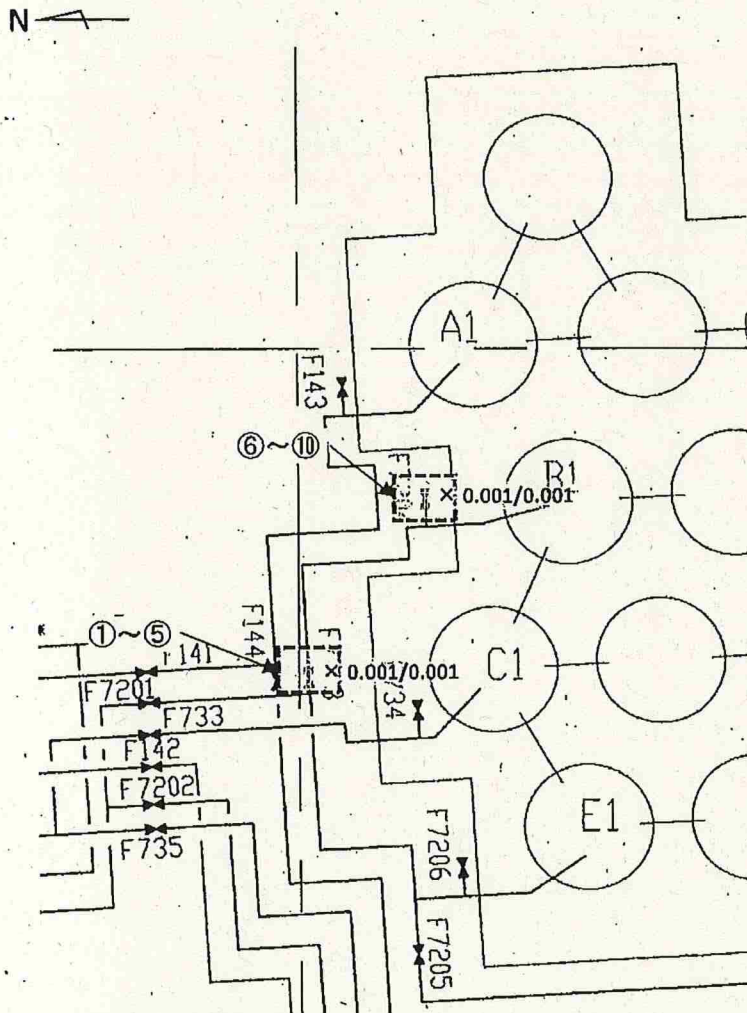 N
A1
F143
⑥～⑩
B1
× 0.001/0.001
F144
①～⑤
F141
× 0.001/0.001
C1
F7201
F733
F142
F7202
F735
E1
F7206
F7205